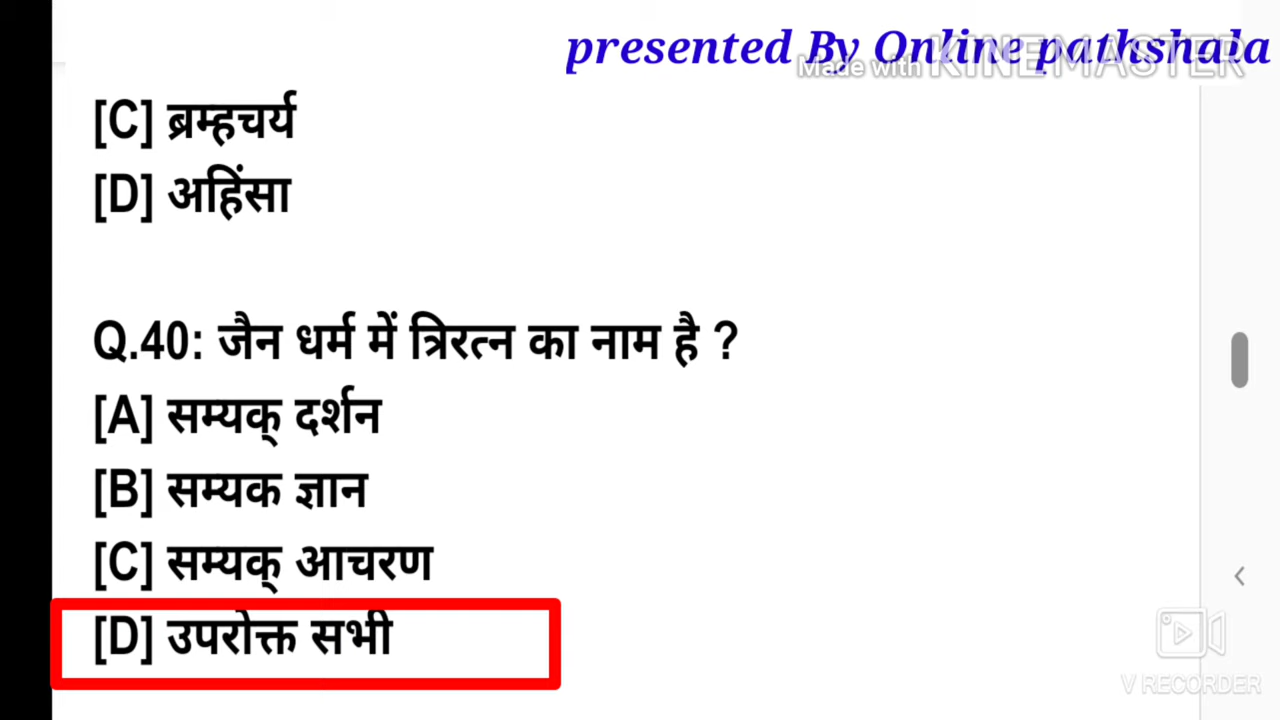 presented By Online pathshala
Made with KINEMASTER
[C] ब्रम्हचर्य
[D] अहिंसा
Q.40: जैन धर्म में त्रिरत्न का नाम है ?
[A] सम्यक् दर्शन
[B] सम्यक ज्ञान
[C] सम्यक् आचरण
[D] उपरोक्त सभी
V RECORDER